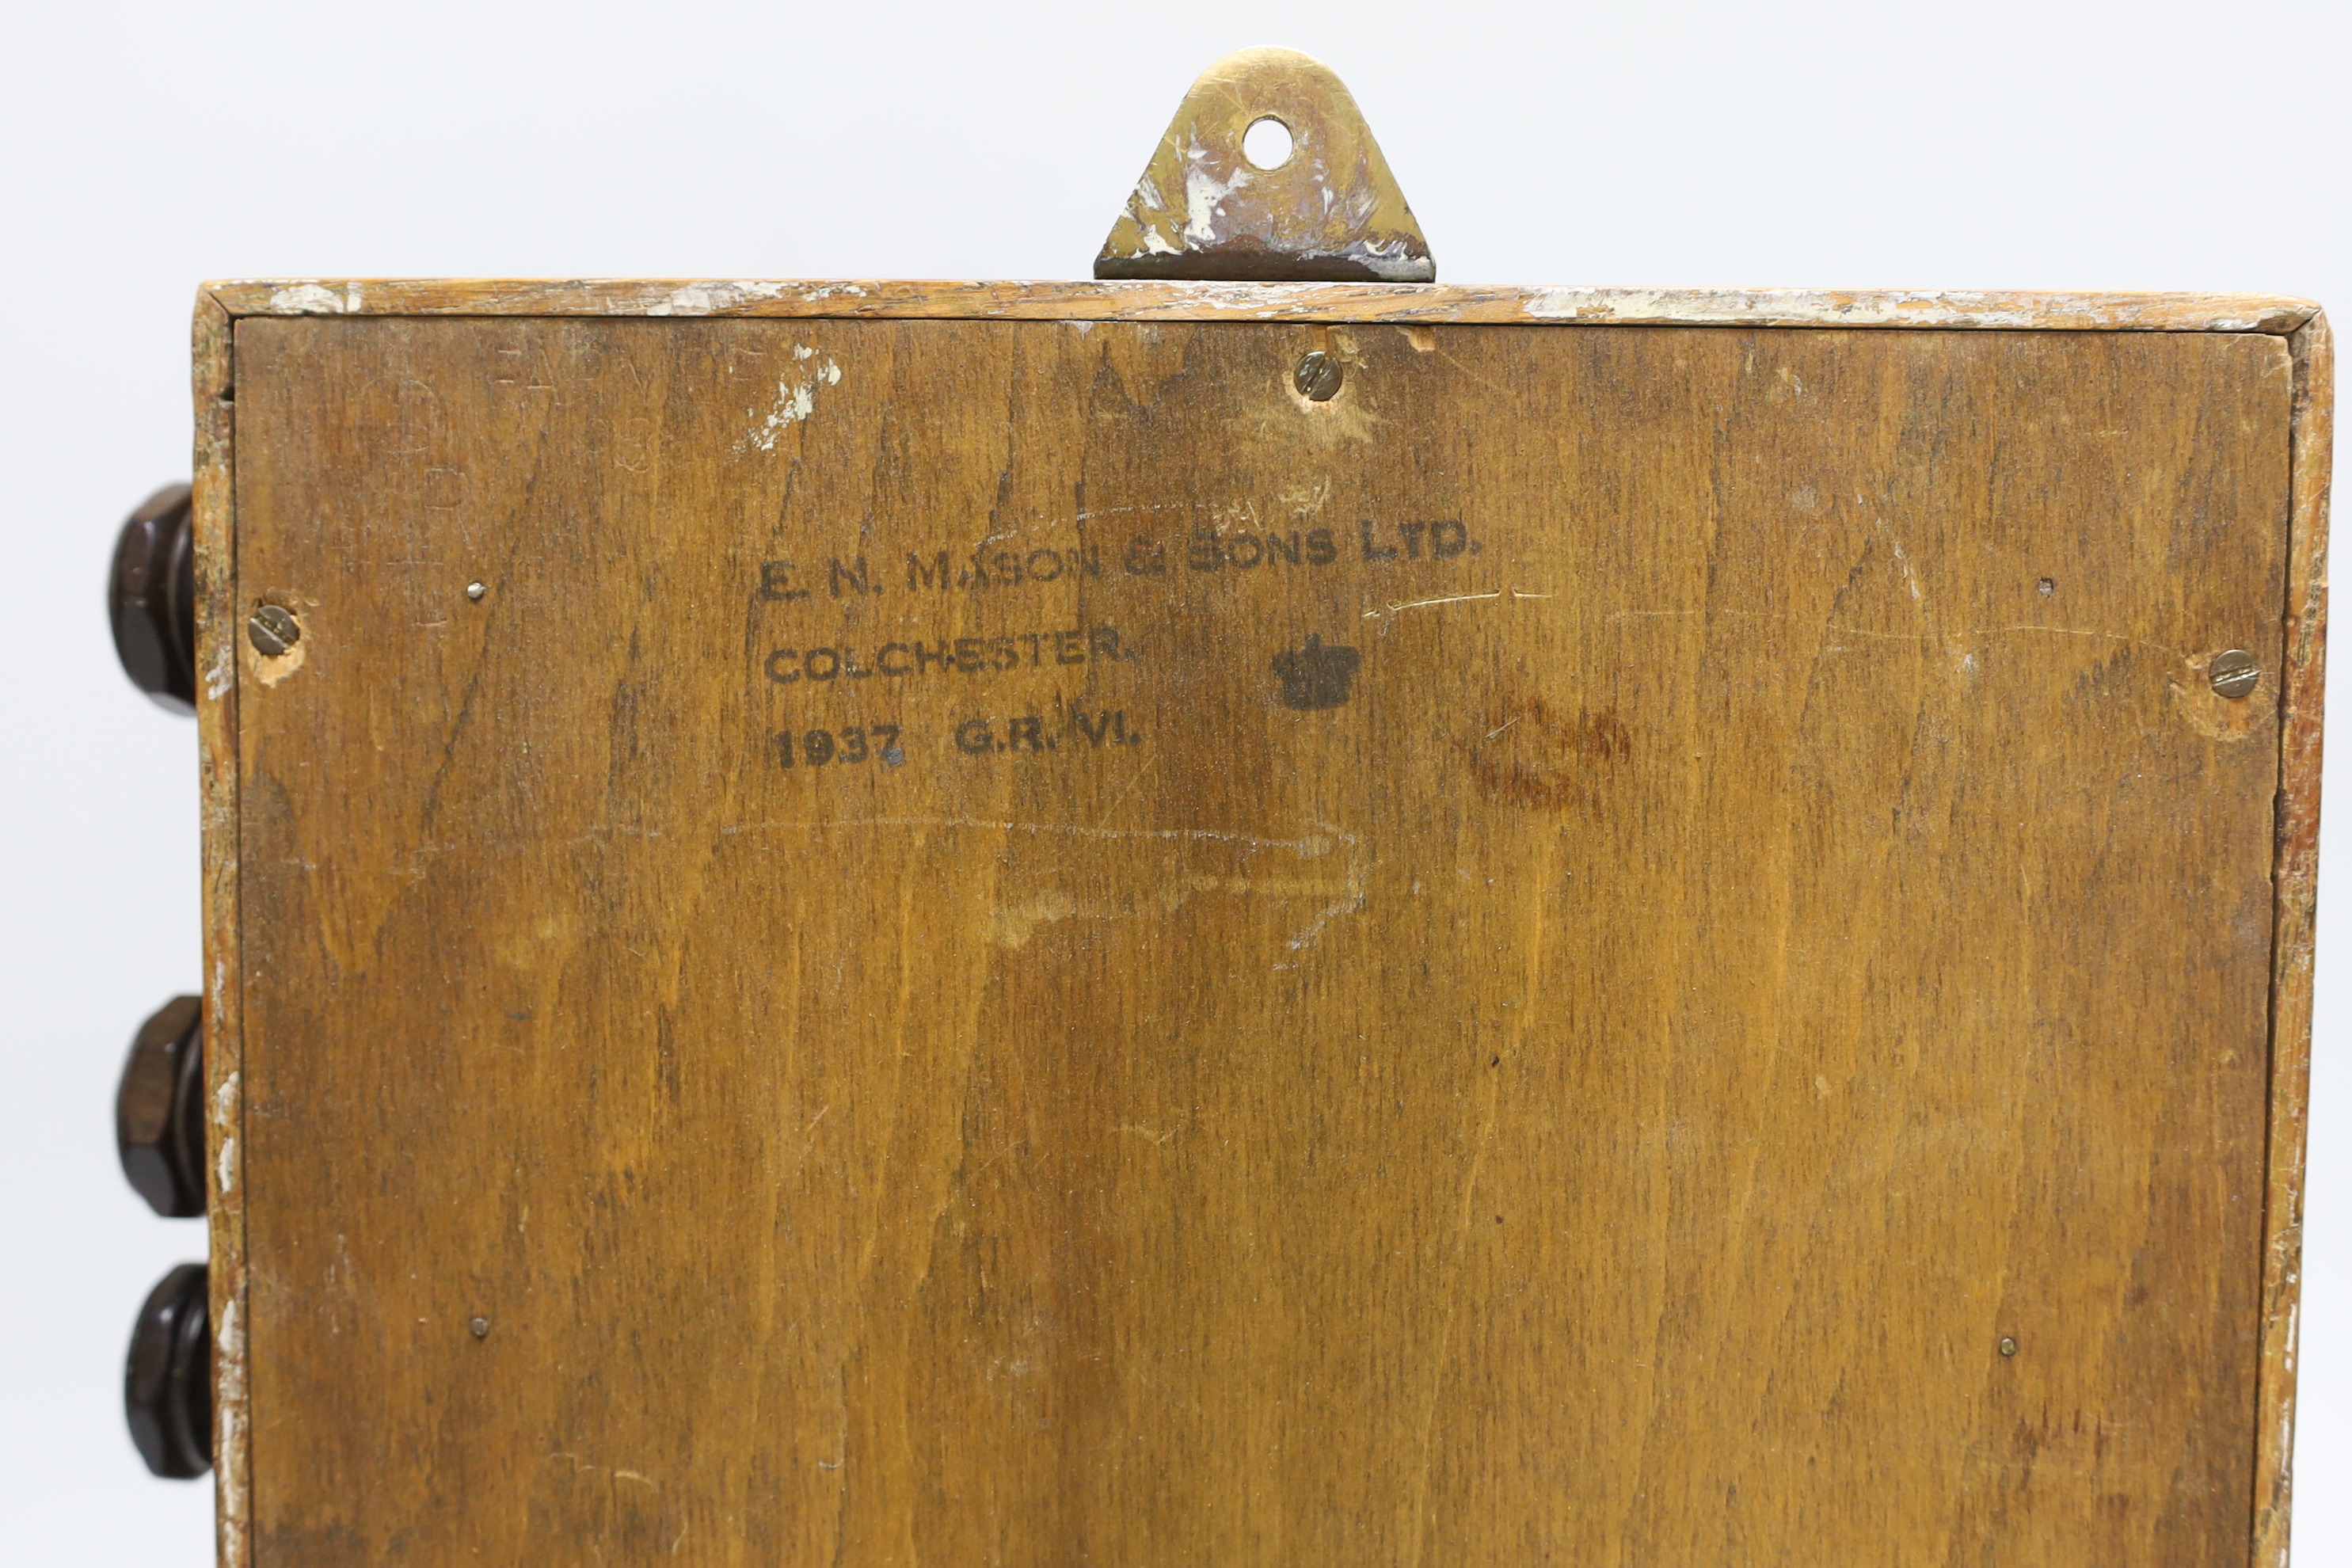 E. N. MASON & SONS LTD.
COLCHESTER.
1937 G.R. VI.